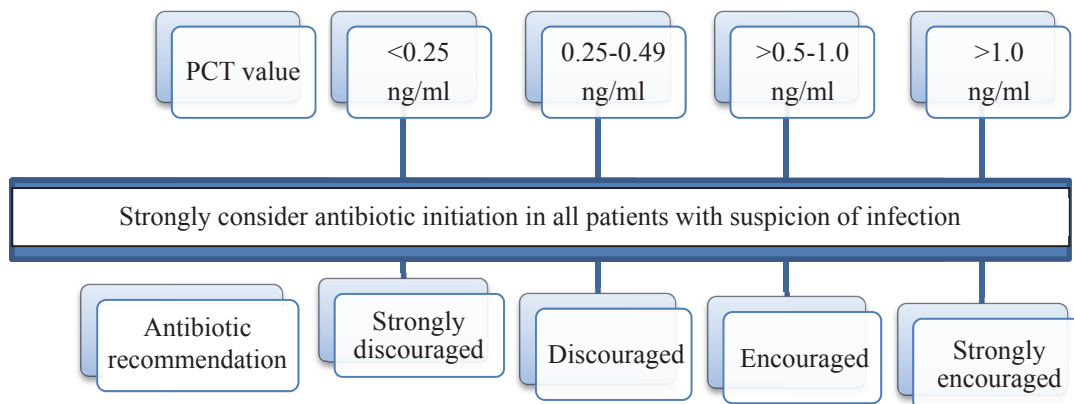 PCT value
<0.25
ng/ml
0.25-0.49
ng/ml
>0.5-1.0
ng/ml
>1.0
ng/ml
Strongly consider antibiotic initiation in all patients with suspicion of infection
Antibiotic
recommendation
Strongly
discouraged
Discouraged
Encouraged
Strongly
encouraged